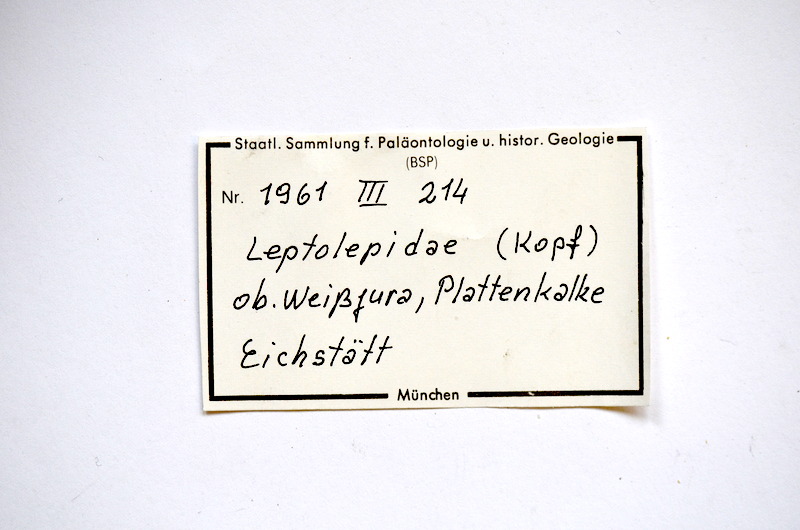 Staatl. Sammlung f. Paläontologie u. histor. Geologie
(BSP)
Nr. 1961 III 214
Leptolepidae (Kopf)
ob. Weißjura, Plattenkalke
Eichstätt
München